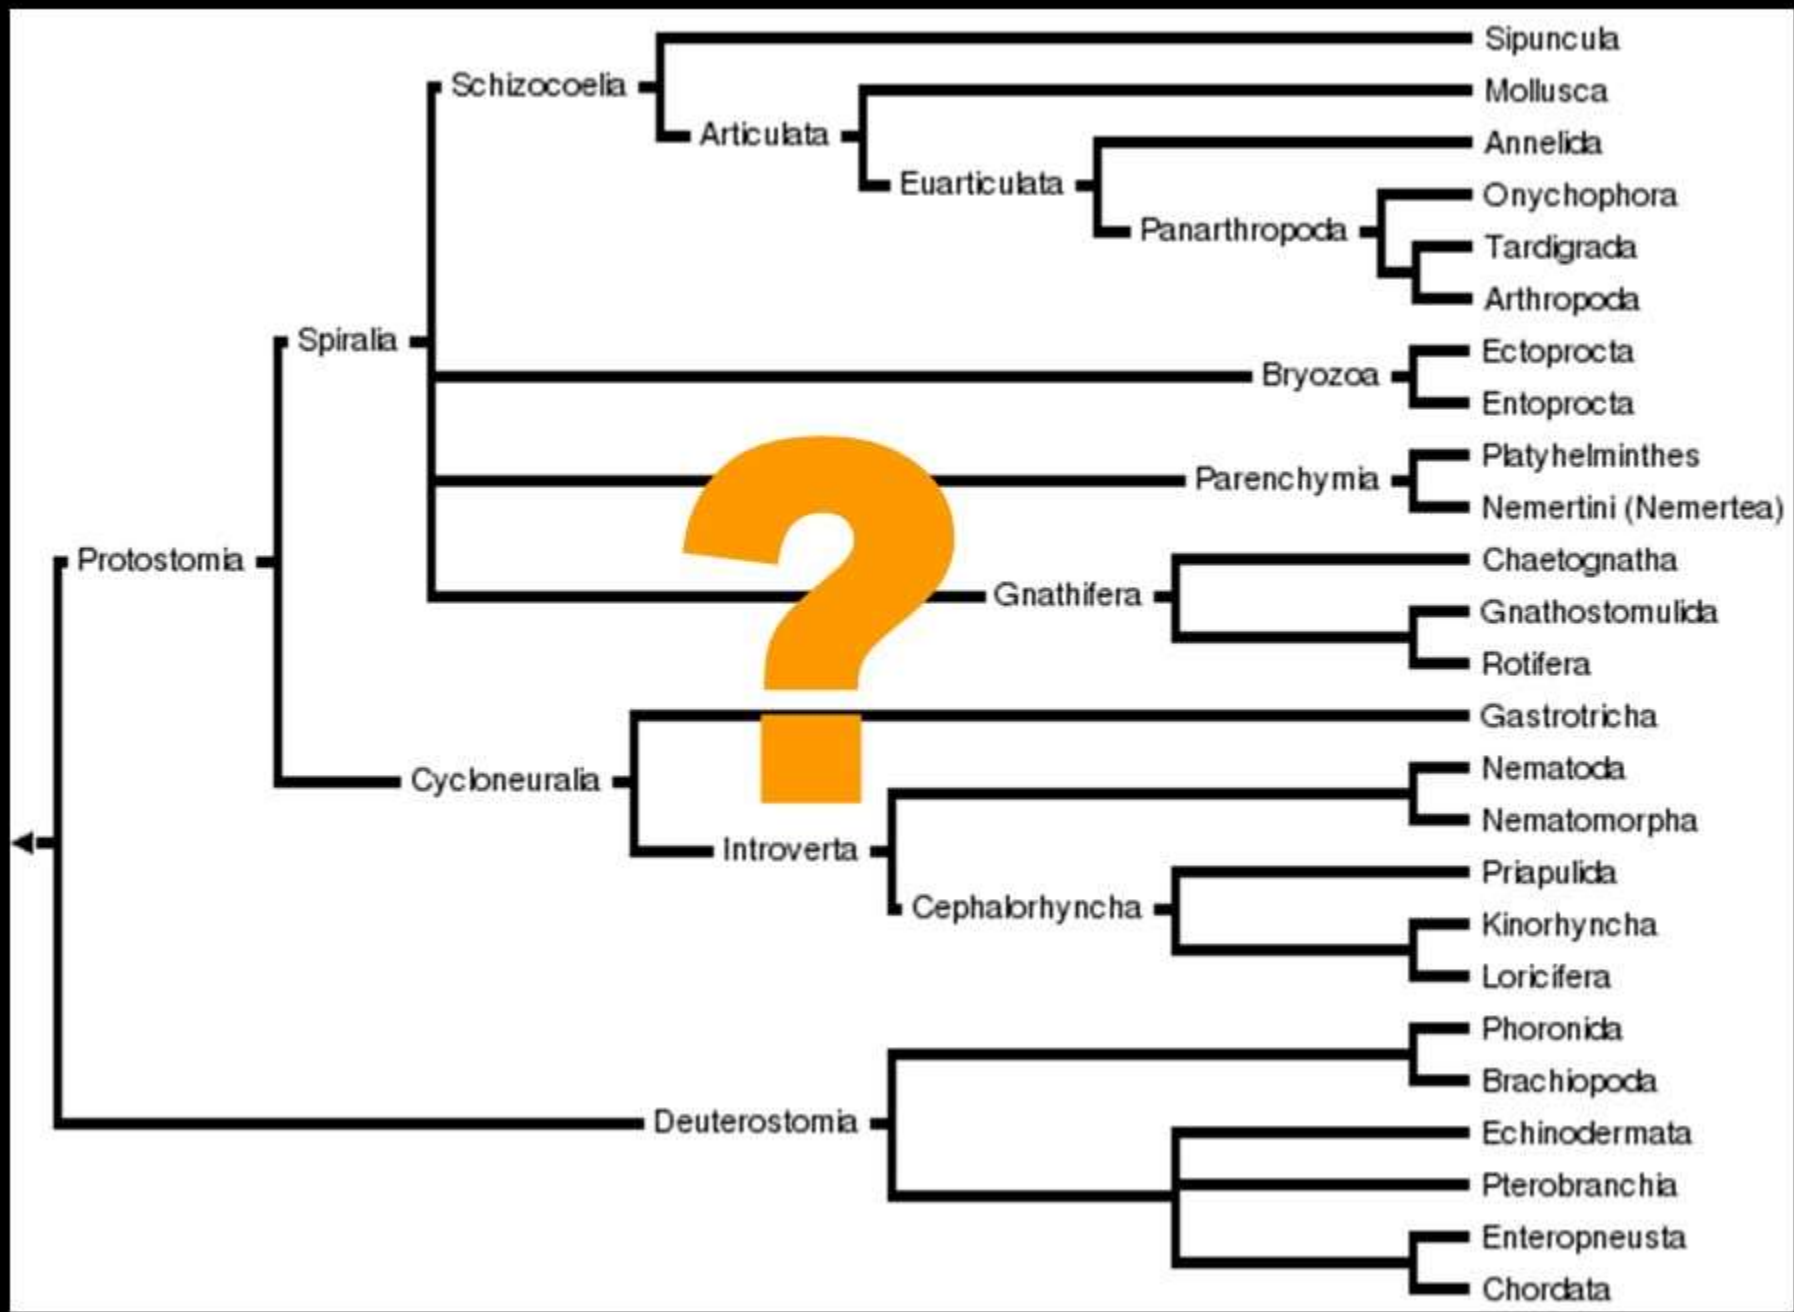 Sipuncula
Schizocoelia
Mollusca
Articulata
Annelida
Euarticulata
Onychophora
Panarthropoda
Tardigrada
Arthropoda
Spiralia
Ectoprocta
Bryozoa
Entoprocta
Platyhelminthes
Parenchymia
Nemertini (Nemertea)
Protostomia
Chaetognatha
Gnathifera
Gnathostomulida
Rotifera
Gastrotricha
Cycloneuralia
Nematoda
Nematomorpha
Introverta
Priapulida
Cephalorhyncha
Kinorhyncha
Loricifera
Phoronida
Brachiopoda
Deuterostomia
Echinodermata
Pterobranchia
Enteropneusta
Chordata
?